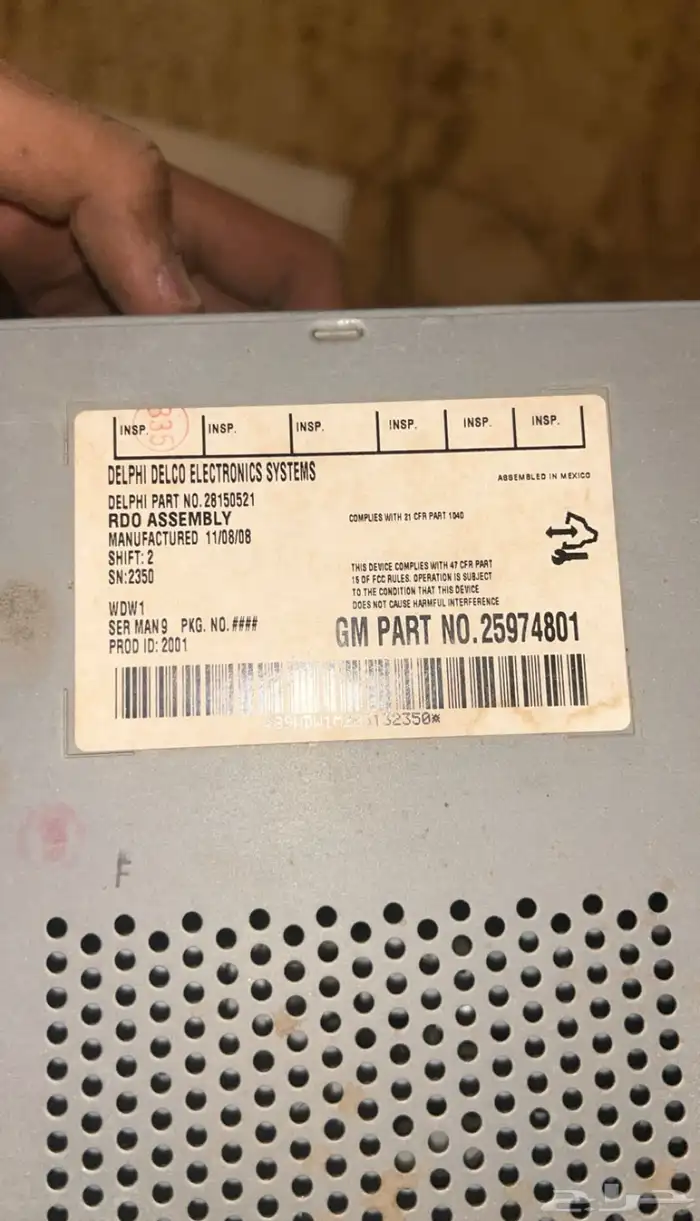 INSP. INSP. INSP. INSP. INSP. INSP.
335
DELPHI DELCO ELECTRONICS SYSTEMS
ASSEMBLED IN MEXICO
DELPHI PART NO. 28150521
RDO ASSEMBLY
COMPLIES WITH 21 CFR PART 1040
MANUFACTURED 11/08/08
SHIFT: 2
SN:2350
THIS DEVICE COMPLIES WITH 47 CFR PART
15 OF FCC RULES. OPERATION IS SUBJECT
TO THE CONDITION THAT THIS DEVICE
DOES NOT CAUSE HARMFUL INTERFERENCE
WDW1
SER MAN 9 PKG. NO. ####
PROD ID: 2001
GM PART NO. 25974801
F
حراج